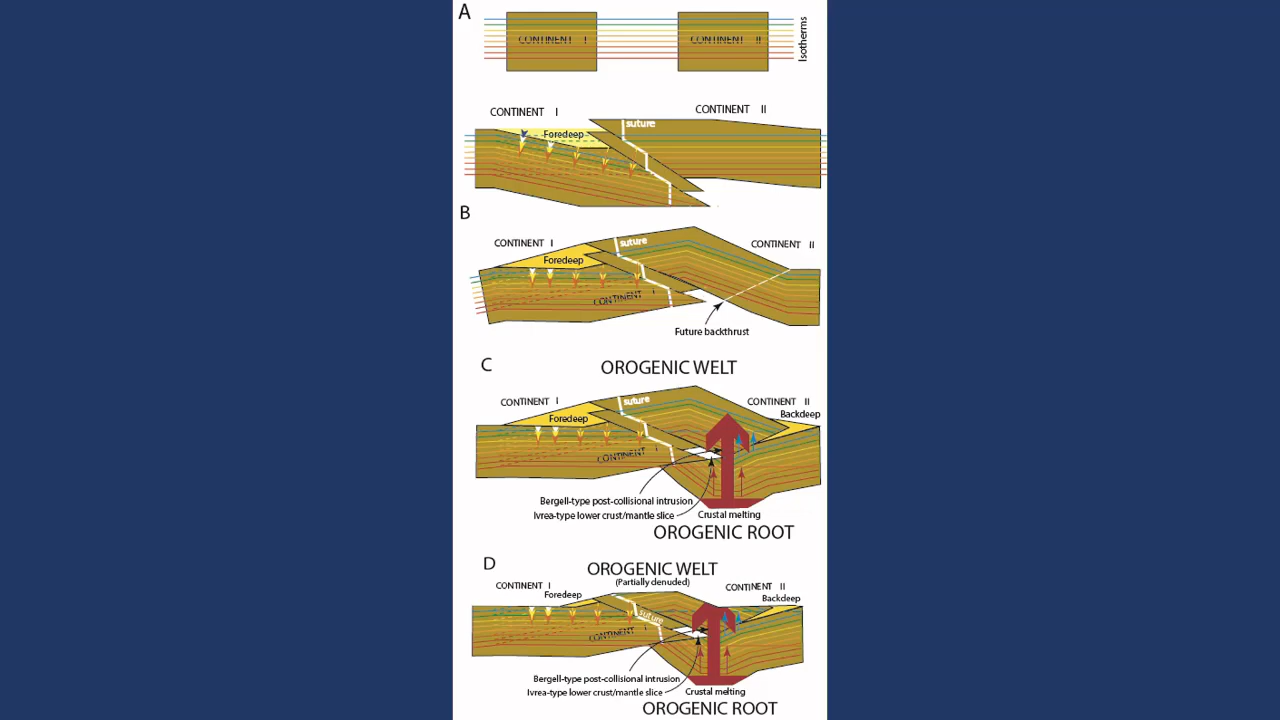 A
CONTINENT I
CONTINENT II
Isotherms
CONTINENT I
CONTINENT II
suture
Foredeep
B
CONTINENT I
suture
CONTINENT II
Foredeep
CONTINENT I
Future backthrust
C
OROGENIC WELT
CONTINENT I
suture
CONTINENT II
Backdeep
Foredeep
CONTINENT I
Bergell-type post-collisional intrusion
Ivrea-type lower crust/mantle slice
Crustal melting
OROGENIC ROOT
D
OROGENIC WELT
(Partially denuded)
CONTINENT I
CONTINENT II
Foredeep
Backdeep
suture
CONTINENT I
Bergell-type post-collisional intrusion
Ivrea-type lower crust/mantle slice
Crustal melting
OROGENIC ROOT